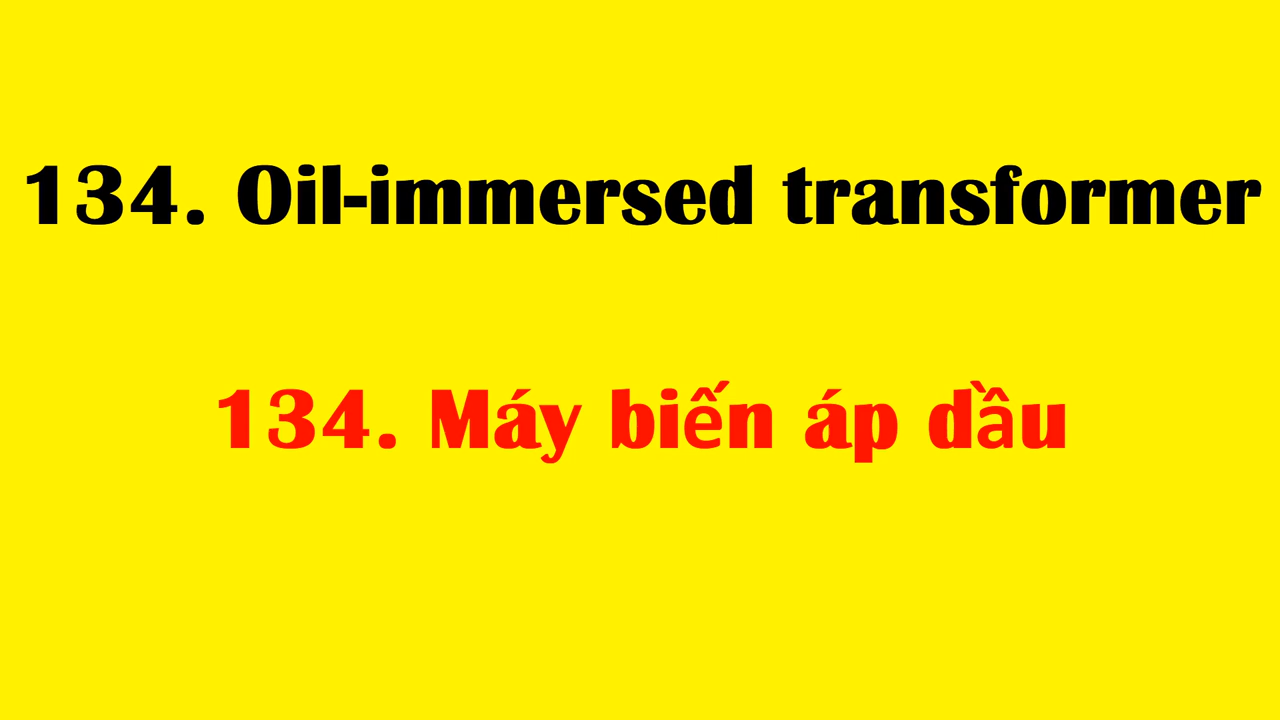 134. Oil-immersed transformer
134. Máy biến áp dầu